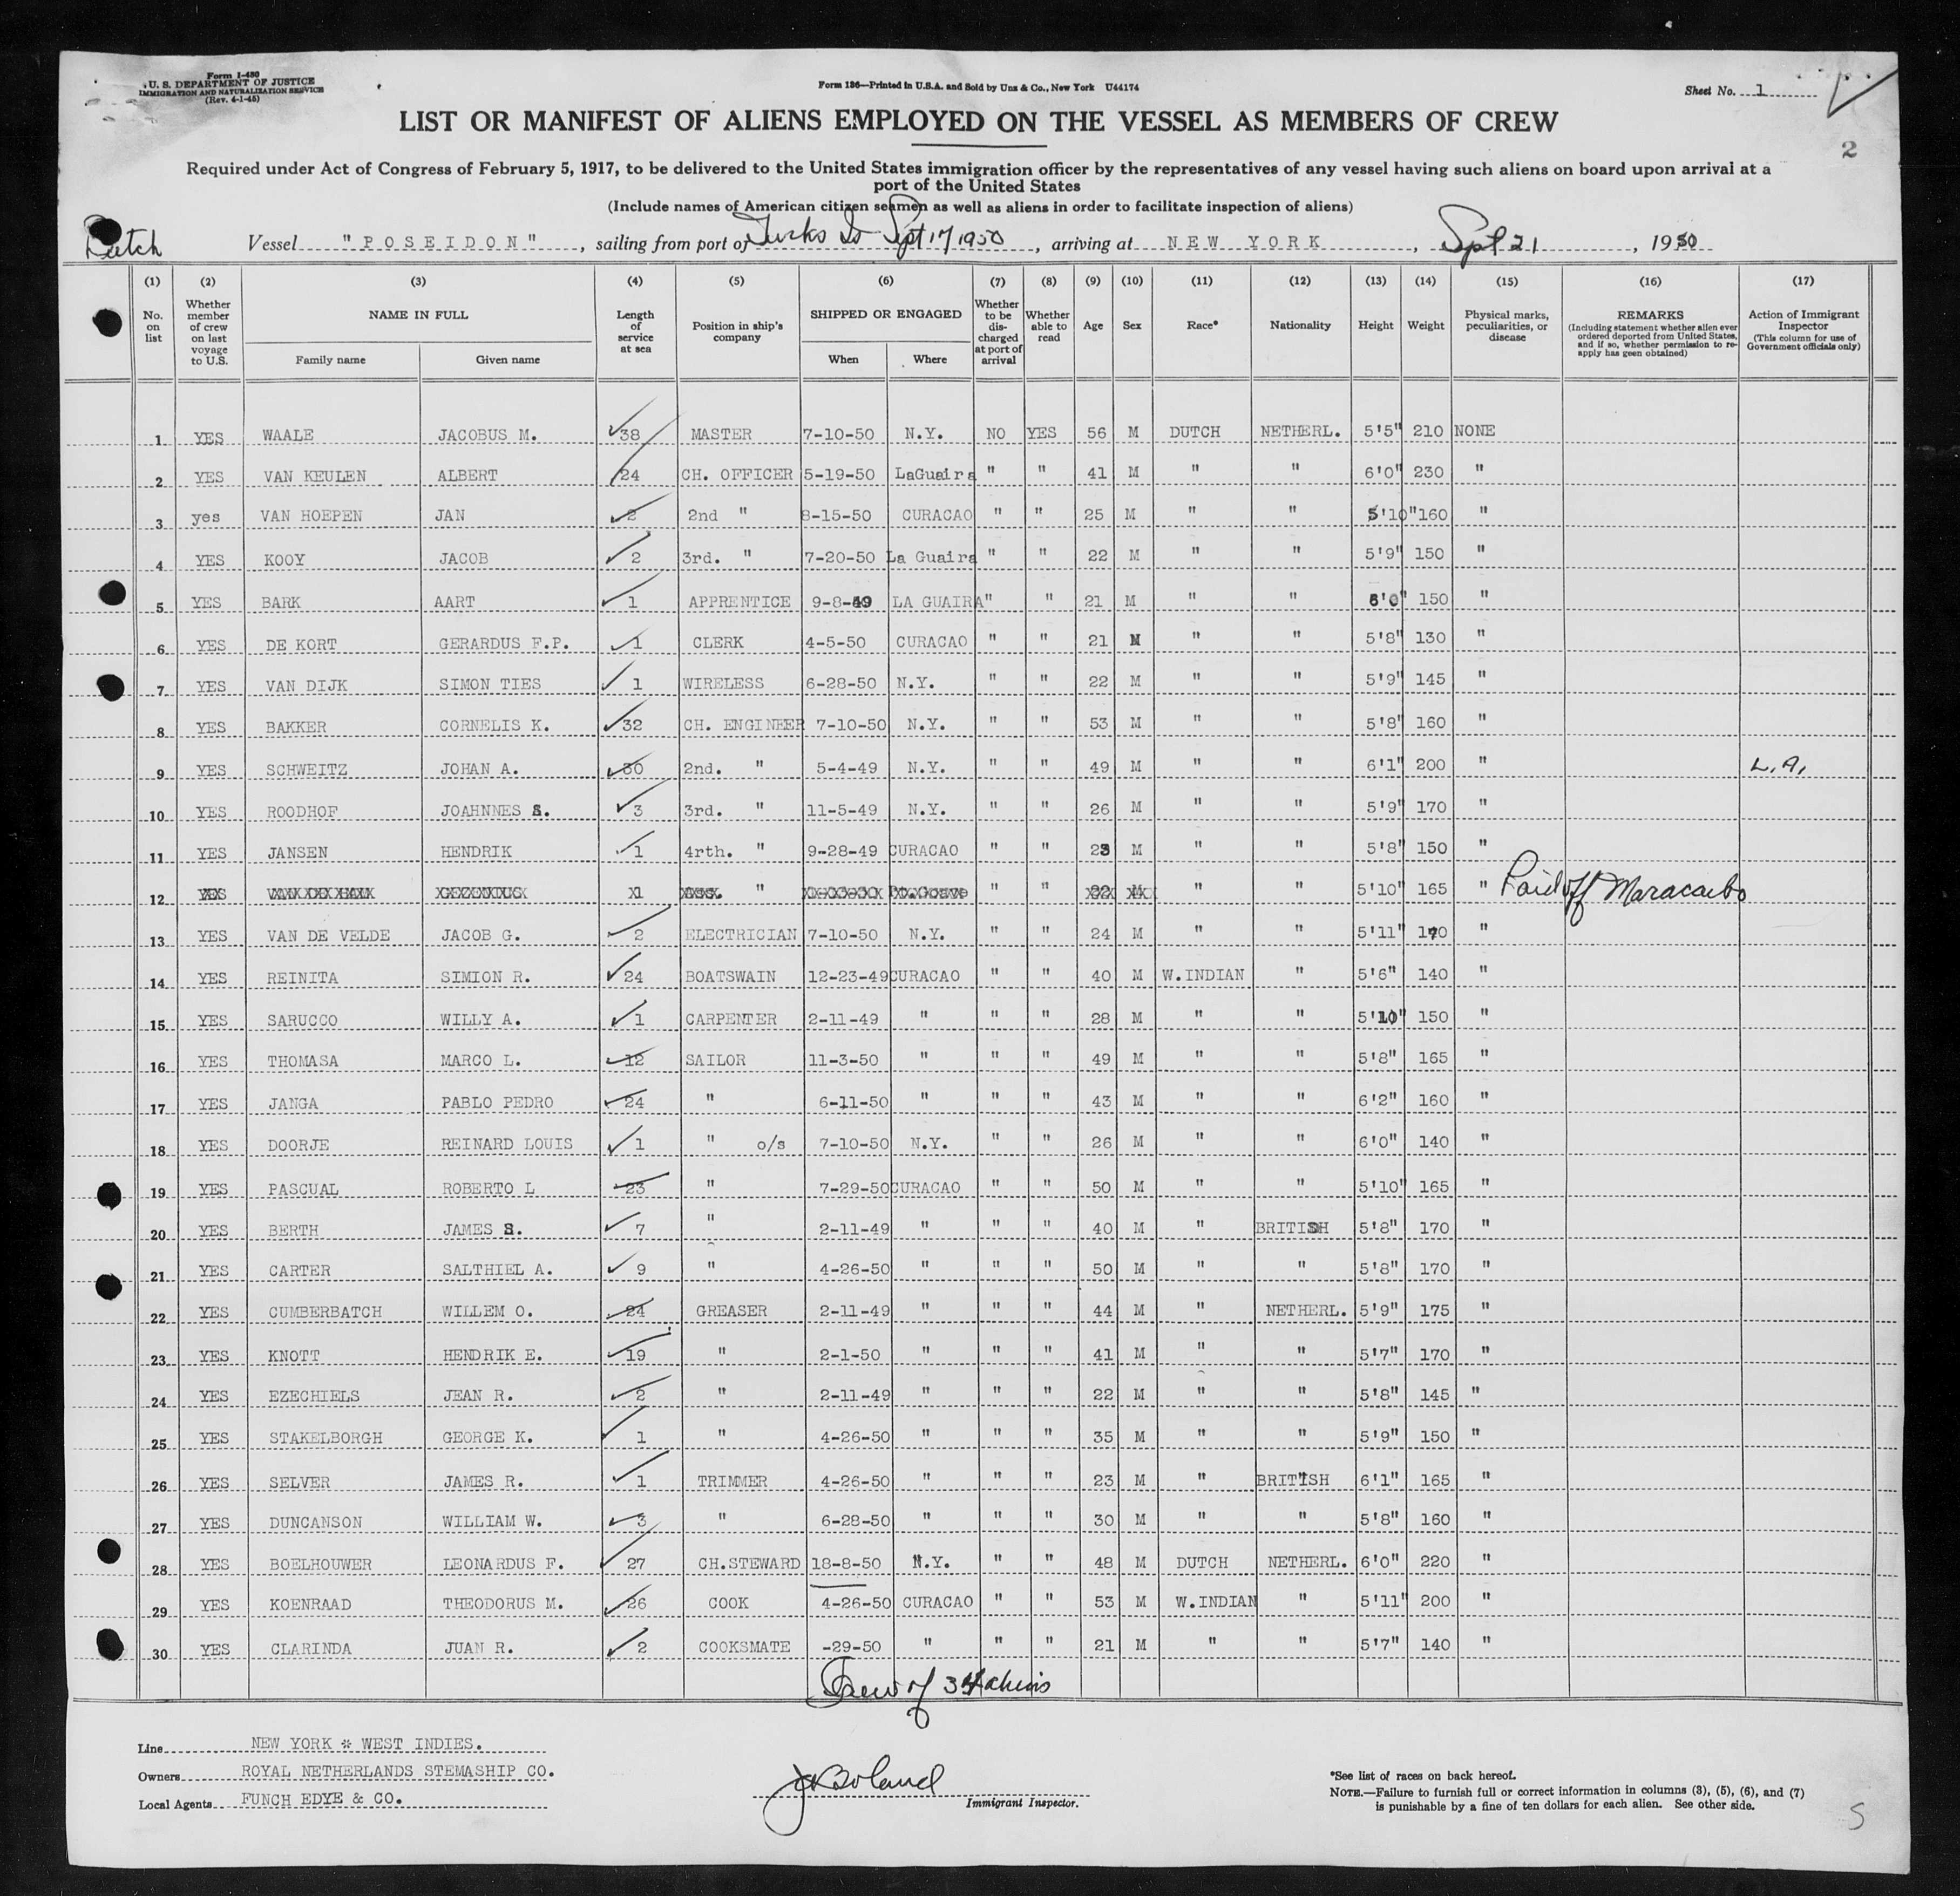 Form I-480
U. S. DEPARTMENT OF JUSTICE
IMMIGRATION AND NATURALIZATION SERVICE
(Rev. 4-1-45)
Form 186—Printed in U.S.A. and Sold by Unz & Co., New York U44174
Sheet No. 1
2
LIST OR MANIFEST OF ALIENS EMPLOYED ON THE VESSEL AS MEMBERS OF CREW
Required under Act of Congress of February 5, 1917, to be delivered to the United States immigration officer by the representatives of any vessel having such aliens on board upon arrival at a
port of the United States
(Include names of American citizen seamen as well as aliens in order to facilitate inspection of aliens)
Dutch Vessel "POSEIDON", sailing from port of Turks Is Sept 17 1950, arriving at NEW YORK, Sept 21, 1950
(1) (2) (3) (4) (5) (6) (7) (8) (9) (10) (11) (12) (13) (14) (15) (16) (17)
No. on list
Whether member of crew on last voyage to U.S.
NAME IN FULL
Family name
Given name
Length of service at sea
Position in ship's company
SHIPPED OR ENGAGED
When
Where
Whether to be discharged at port of arrival
Whether able to read
Age
Sex
Race*
Nationality
Height
Weight
Physical marks, peculiarities, or disease
REMARKS
(Including statement whether alien ever ordered deported from United States, and if so, whether permission to re-apply has geen obtained)
Action of Immigrant Inspector
(This column for use of Government officials only)
1 YES WAALE JACOBUS M. 38 MASTER 7-10-50 N.Y. NO YES 56 M DUTCH NETHERL. 5'5" 210 NONE
2 YES VAN KEULEN ALBERT 24 CH. OFFICER 5-19-50 LaGuaira " " 41 M " " 6'0" 230 "
3 yes VAN HOEPEN JAN 2 2nd " 8-15-50 CURACAO " " 25 M " " 5'10" 160 "
4 YES KOOY JACOB 2 3rd. " 7-20-50 La Guaira " " 22 M " " 5'9" 150 "
5 YES BARK AART 1 APPRENTICE 9-8-49 LA GUAIRA " " 21 M " " 6'0" 150 "
6 YES DE KORT GERARDUS F.P. 1 CLERK 4-5-50 CURACAO " " 21 M " " 5'8" 130 "
7 YES VAN DIJK SIMON TIES 1 WIRELESS 6-28-50 N.Y. " " 22 M " " 5'9" 145 "
8 YES BAKKER CORNELIS K. 32 CH. ENGINEER 7-10-50 N.Y. " " 53 M " " 5'8" 160 "
9 YES SCHWEITZ JOHAN A. 30 2nd. " 5-4-49 N.Y. " " 49 M " " 6'1" 200 " L.A.
10 YES ROODHOF JOAHNNES S. 3 3rd. " 11-5-49 N.Y. " " 26 M " " 5'9" 170 "
11 YES JANSEN HENDRIK 1 4rth. " 9-28-49 CURACAO " " 23 M " " 5'8" 150 "
12 1 " " " " " 5'10" 165 " Paid off Maracaibo
13 YES VAN DE VELDE JACOB G. 2 ELECTRICIAN 7-10-50 N.Y. " " 24 M " " 5'11" 170 "
14 YES REINITA SIMION R. 24 BOATSWAIN 12-23-49 CURACAO " " 40 M W.INDIAN " 5'6" 140 "
15 YES SARUCCO WILLY A. 1 CARPENTER 2-11-49 " " " 28 M " " 5'10" 150 "
16 YES THOMASA MARCO L. 12 SAILOR 11-3-50 " " " 49 M " " 5'8" 165 "
17 YES JANGA PABLO PEDRO 24 " 6-11-50 " " " 43 M " " 6'2" 160 "
18 YES DOORJE REINARD LOUIS 1 " o/s 7-10-50 N.Y. " " 26 M " " 6'0" 140 "
19 YES PASCUAL ROBERTO L 23 " 7-29-50 CURACAO " " 50 M " " 5'10" 165 "
20 YES BERTH JAMES S. 7 " 2-11-49 " " " 40 M " BRITISH 5'8" 170 "
21 YES CARTER SALTHIEL A. 9 " 4-26-50 " " " 50 M " " 5'8" 170 "
22 YES CUMBERBATCH WILLEM O. 24 GREASER 2-11-49 " " " 44 M " NETHERL. 5'9" 175 "
23 YES KNOTT HENDRIK E. 19 " 2-1-50 " " " 41 M " " 5'7" 170 "
24 YES EZECHIELS JEAN R. 2 " 2-11-49 " " " 22 M " " 5'8" 145 "
25 YES STAKELBORGH GEORGE K. 1 " 4-26-50 " " " 35 M " " 5'9" 150 "
26 YES SELVER JAMES R. 1 TRIMMER 4-26-50 " " " 23 M " BRITISH 6'1" 165 "
27 YES DUNCANSON WILLIAM W. 3 " 6-28-50 " " " 30 M " " 5'8" 160 "
28 YES BOELHOUWER LEONARDUS F. 27 CH.STEWARD 18-8-50 N.Y. " " 48 M DUTCH NETHERL. 6'0" 220 "
29 YES KOENRAAD THEODORUS M. 26 COOK 4-26-50 CURACAO " " 53 M W.INDIAN " 5'11" 200 "
30 YES CLARINDA JUAN R. 2 COOKSMATE -29-50 " " " 21 M " " 5'7" 140 "
Crew of 34 aliens
Line NEW YORK * WEST INDIES.
Owners ROYAL NETHERLANDS STEMASHIP CO.
Local Agents FUNCH EDYE & CO.
Boland
Immigrant Inspector.
*See list of races on back hereof.
NOTE.—Failure to furnish full or correct information in columns (3), (5), (6), and (7)
is punishable by a fine of ten dollars for each alien. See other side.
S